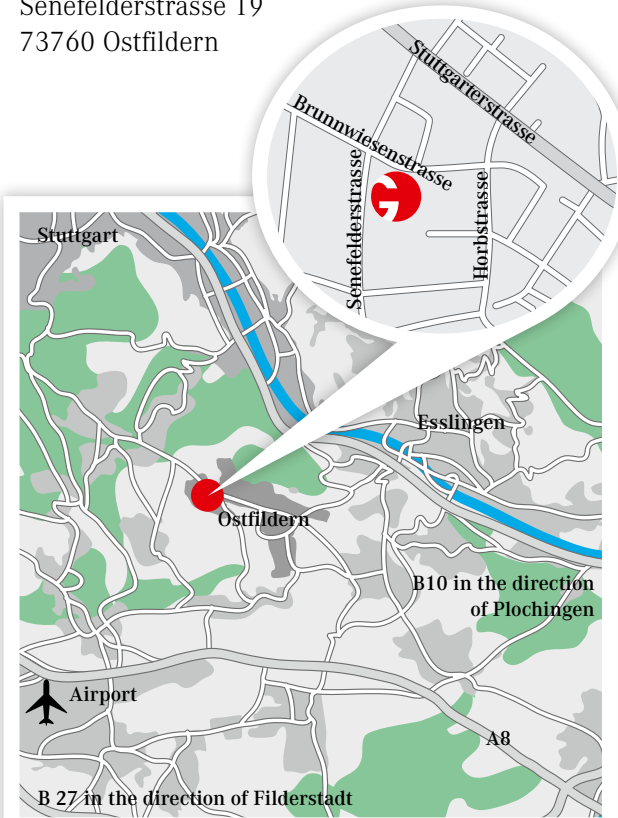 Senefelderstrasse 19
73760 Ostfildern
Stuttgarterstrasse
Brunnwiesenstrasse
Senefelderstrasse
G
Horbstrasse
Stuttgart
Esslingen
Ostfildern
B10 in the direction
of Plochingen
Airport
A8
B 27 in the direction of Filderstadt